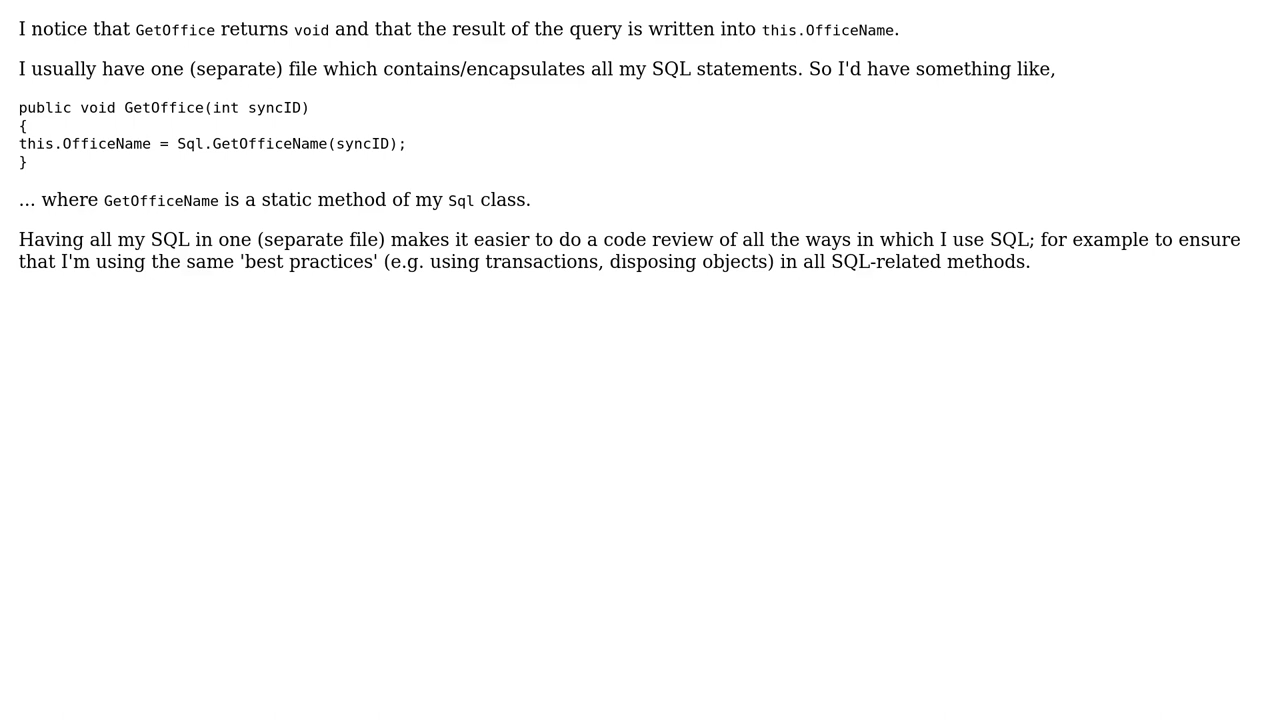 I notice that GetOffice returns void and that the result of the query is written into this.OfficeName.
I usually have one (separate) file which contains/encapsulates all my SQL statements. So I'd have something like,
public void GetOffice(int syncID)
{
this.OfficeName = Sql.GetOfficeName(syncID);
}
... where GetOfficeName is a static method of my Sql class.
Having all my SQL in one (separate file) makes it easier to do a code review of all the ways in which I use SQL; for example to ensure
that I'm using the same 'best practices' (e.g. using transactions, disposing objects) in all SQL-related methods.